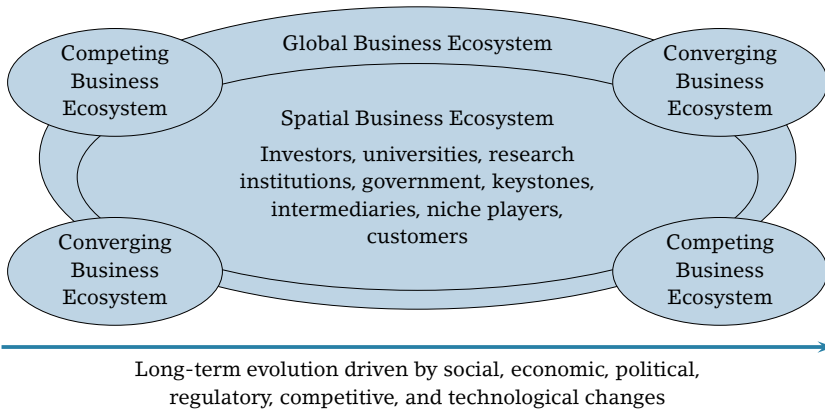 Global Business Ecosystem
Competing
Business
Ecosystem
Converging
Business
Ecosystem
Spatial Business Ecosystem
Investors, universities, research
institutions, government, keystones,
intermediaries, niche players,
customers
Converging
Business
Ecosystem
Competing
Business
Ecosystem
Long-term evolution driven by social, economic, political,
regulatory, competitive, and technological changes